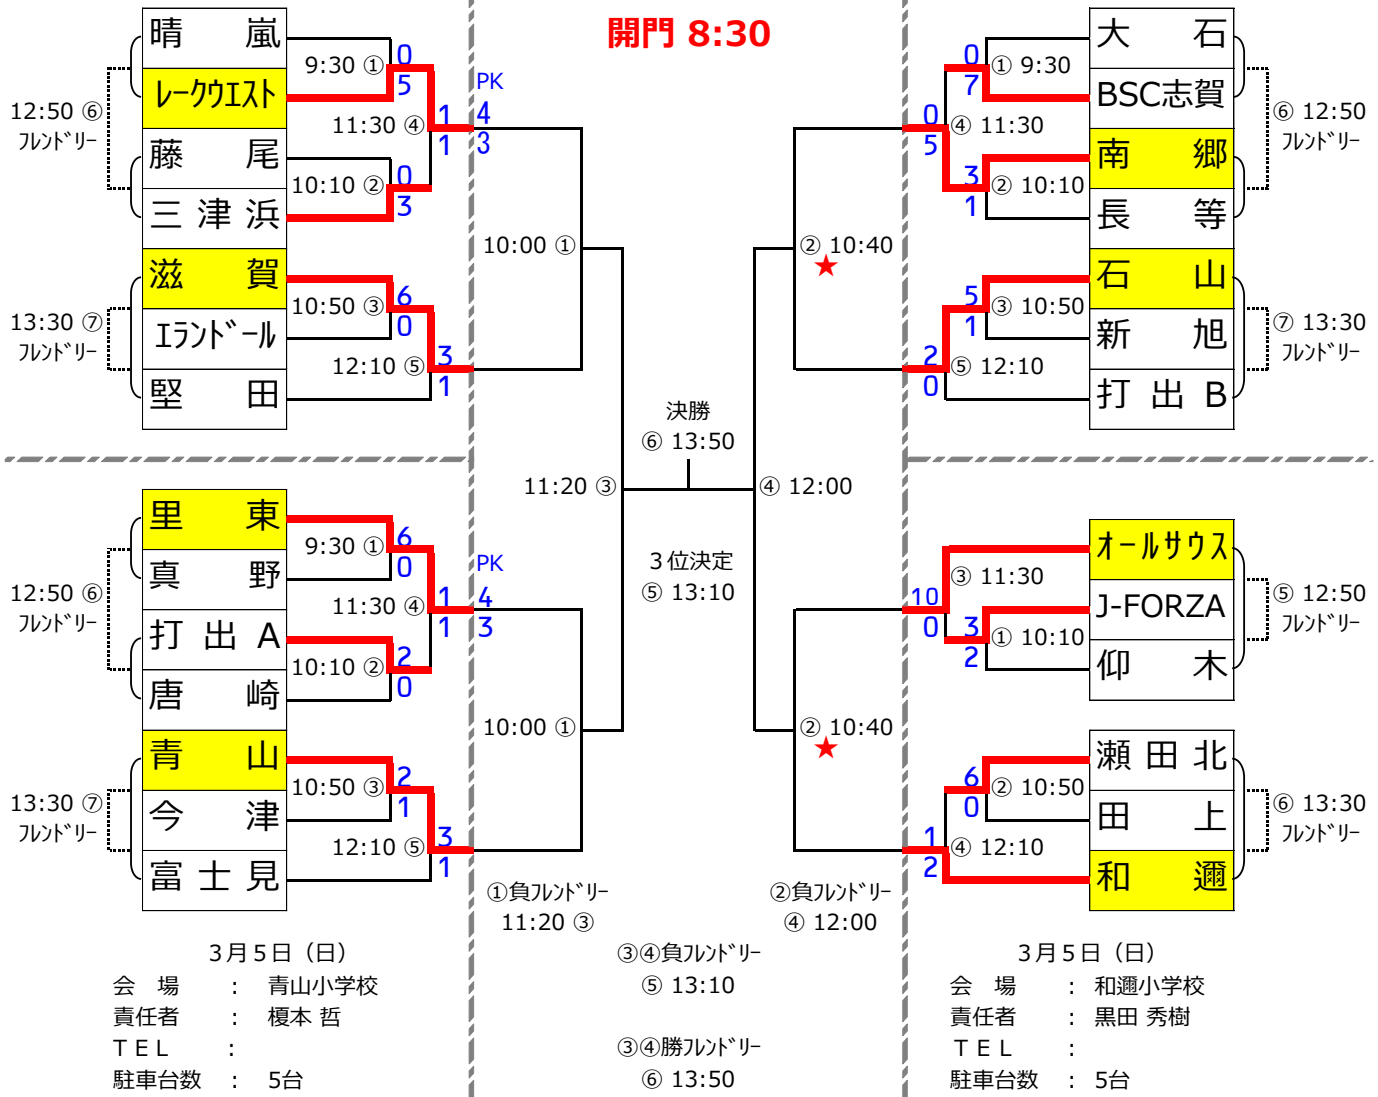 開門 8:30
晴 嵐
レークウエスト
藤 尾
三 津 浜
滋 賀
エランドール
堅 田
9:30 ①
0
5
PK
4
3
12:50 ⑥
フレンドリー
11:30 ④
1
1
10:10 ②
0
3
10:00 ①
10:50 ③
6
0
13:30 ⑦
フレンドリー
12:10 ⑤
3
1
大 石
BSC志賀
南 郷
長 等
石 山
新 旭
打 出 B
0
7
① 9:30
⑥ 12:50
フレンドリー
0
5
④ 11:30
3
1
② 10:10
② 10:40
★
5
1
③ 10:50
⑦ 13:30
フレンドリー
2
0
⑤ 12:10
決勝
⑥ 13:50
11:20 ③
④ 12:00
3位決定
⑤ 13:10
里 東
真 野
打 出 A
唐 崎
青 山
今 津
富 士 見
9:30 ①
6
0
PK
4
3
12:50 ⑥
フレンドリー
11:30 ④
1
1
10:10 ②
2
0
10:00 ①
10:50 ③
2
1
13:30 ⑦
フレンドリー
12:10 ⑤
3
1
オールサウス
J-FORZA
仰 木
瀬 田 北
田 上
和 邇
③ 11:30
10
0
3
2
① 10:10
⑤ 12:50
フレンドリー
② 10:40
★
6
0
② 10:50
⑥ 13:30
フレンドリー
1
2
④ 12:10
①負フレンドリー
11:20 ③
②負フレンドリー
④ 12:00
③④負フレンドリー
⑤ 13:10
③④勝フレンドリー
⑥ 13:50
3月5日（日）
会 場 : 青山小学校
責任者 : 榎本 哲
TEL :
駐車台数 : 5台
3月5日（日）
会 場 : 和邇小学校
責任者 : 黒田 秀樹
TEL :
駐車台数 : 5台